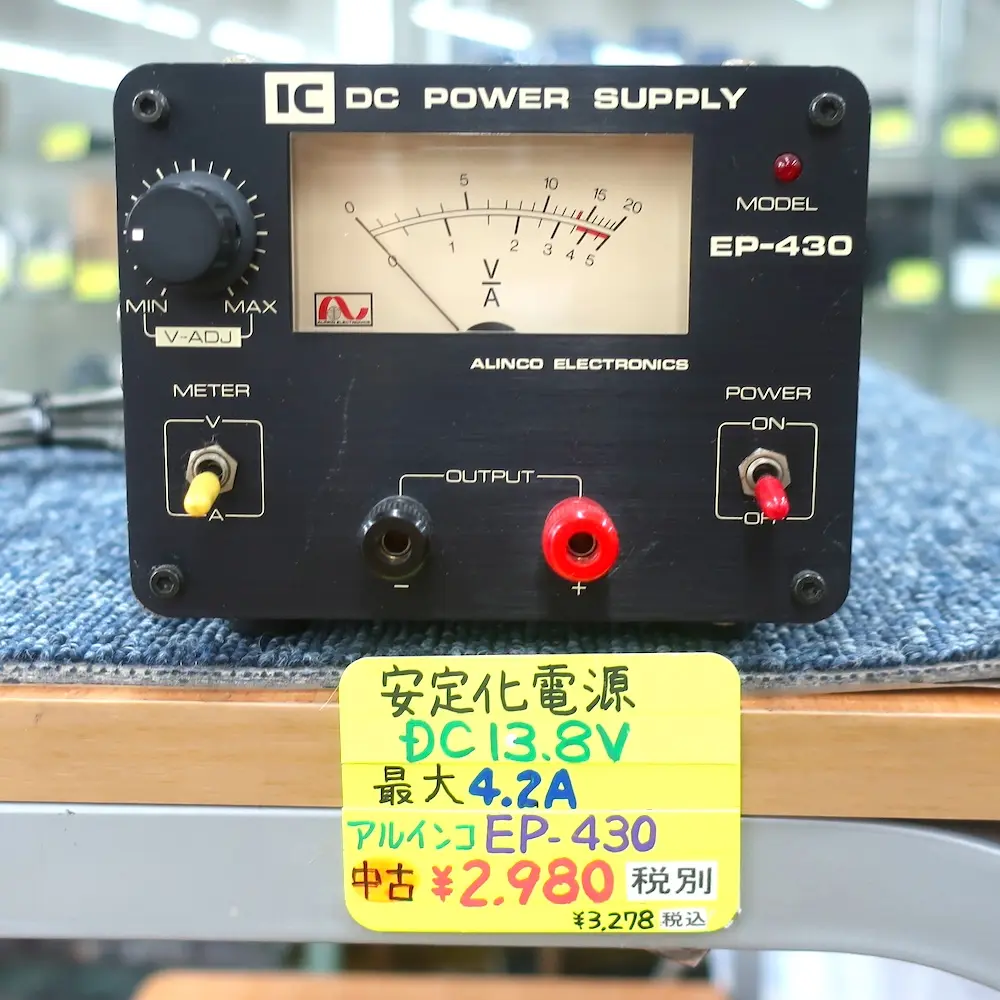 IC DC POWER SUPPLY
0 5 10 15 20
0 1 2 3 4 5
V
A
ALINCO ELECTRONICS
MODEL
EP-430
MIN MAX
V-ADJ
ALINCO ELECTRONICS
METER
V
A
POWER
ON
OFF
OUTPUT
− +
安定化電源
DC13.8V
最大4.2A
アルインコ EP-430
中古 ¥2.980 税別
¥3,278 税込